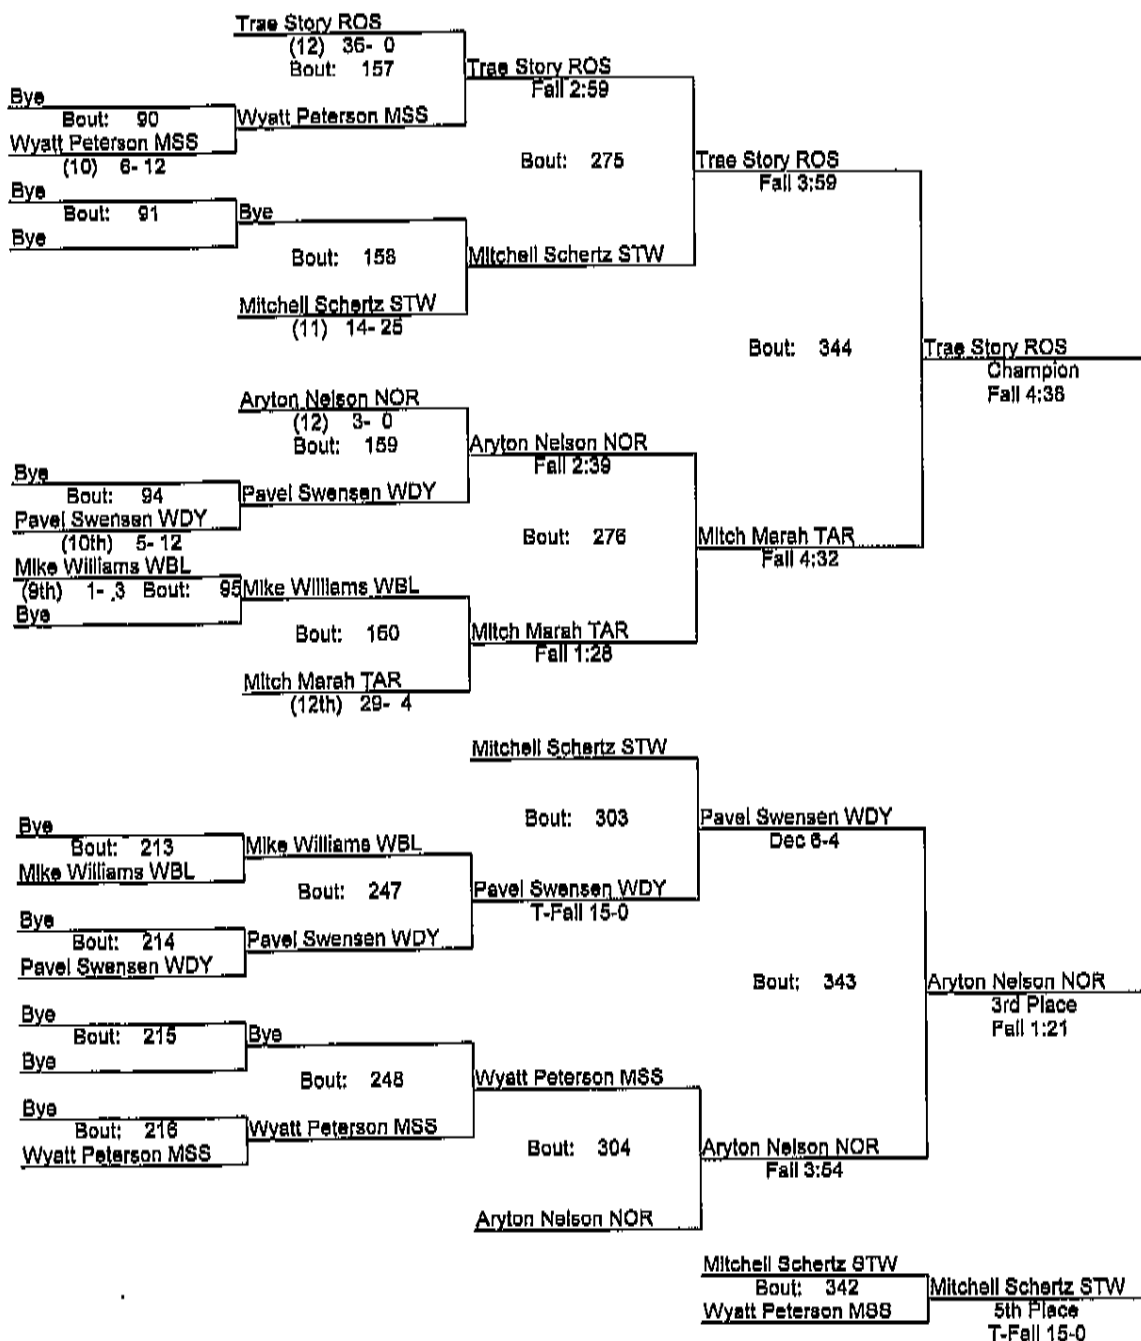 Trae Story ROS
(12) 36- 0
Bout: 157
Trae Story ROS
Fall 2:59
Bye
Bout: 90
Wyatt Peterson MSS
Wyatt Peterson MSS
(10) 6- 12
Bout: 275
Trae Story ROS
Fall 3:59
Bye
Bout: 91
Bye
Bye
Bout: 158
Mitchell Schertz STW
Mitchell Schertz STW
(11) 14- 25
Bout: 344
Trae Story ROS
Champion
Fall 4:38
Aryton Nelson NOR
(12) 3- 0
Bout: 159
Aryton Nelson NOR
Fall 2:39
Bye
Bout: 94
Pavel Swensen WDY
Pavel Swensen WDY
(10th) 5- 12
Bout: 276
Mitch Marah TAR
Fall 4:32
Mike Williams WBL
(9th) 1- 3 Bout: 95
Bye
Mike Williams WBL
Bout: 160
Mitch Marah TAR
Fall 1:28
Mitch Marah TAR
(12th) 29- 4
Mitchell Schertz STW
Bout: 303
Pavel Swensen WDY
Dec 6-4
Bye
Bout: 213
Mike Williams WBL
Mike Williams WBL
Bout: 247
Pavel Swensen WDY
T-Fall 15-0
Bye
Bout: 214
Pavel Swensen WDY
Pavel Swensen WDY
Bout: 343
Aryton Nelson NOR
3rd Place
Fall 1:21
Bye
Bout: 215
Bye
Bye
Bout: 248
Wyatt Peterson MSS
Bye
Bout: 216
Wyatt Peterson MSS
Wyatt Peterson MSS
Bout: 304
Aryton Nelson NOR
Fall 3:54
Aryton Nelson NOR
Mitchell Schertz STW
Bout: 342
Wyatt Peterson MSS
Mitchell Schertz STW
5th Place
T-Fall 15-0